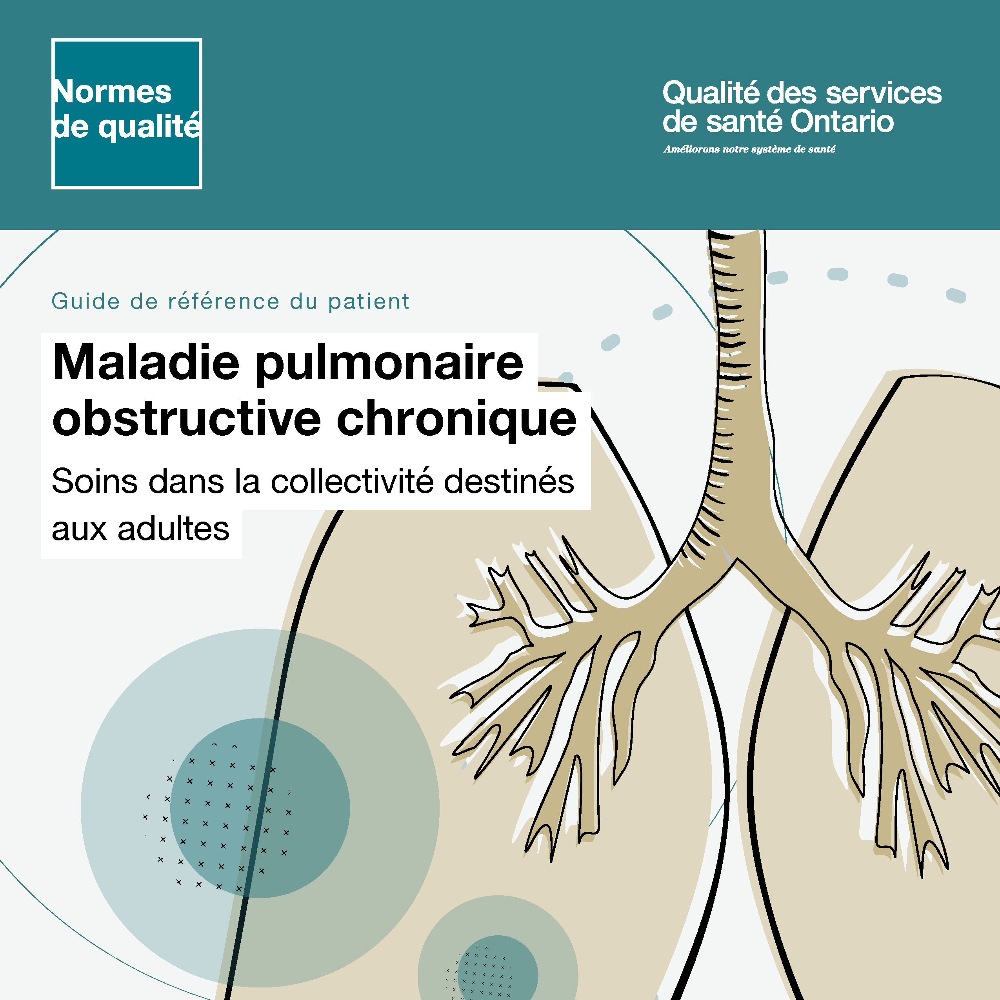 Normes
de qualité
Qualité des services
de santé Ontario
Améliorons notre système de santé
Guide de référence du patient
Maladie pulmonaire
obstructive chronique
Soins dans la collectivité destinés
aux adultes